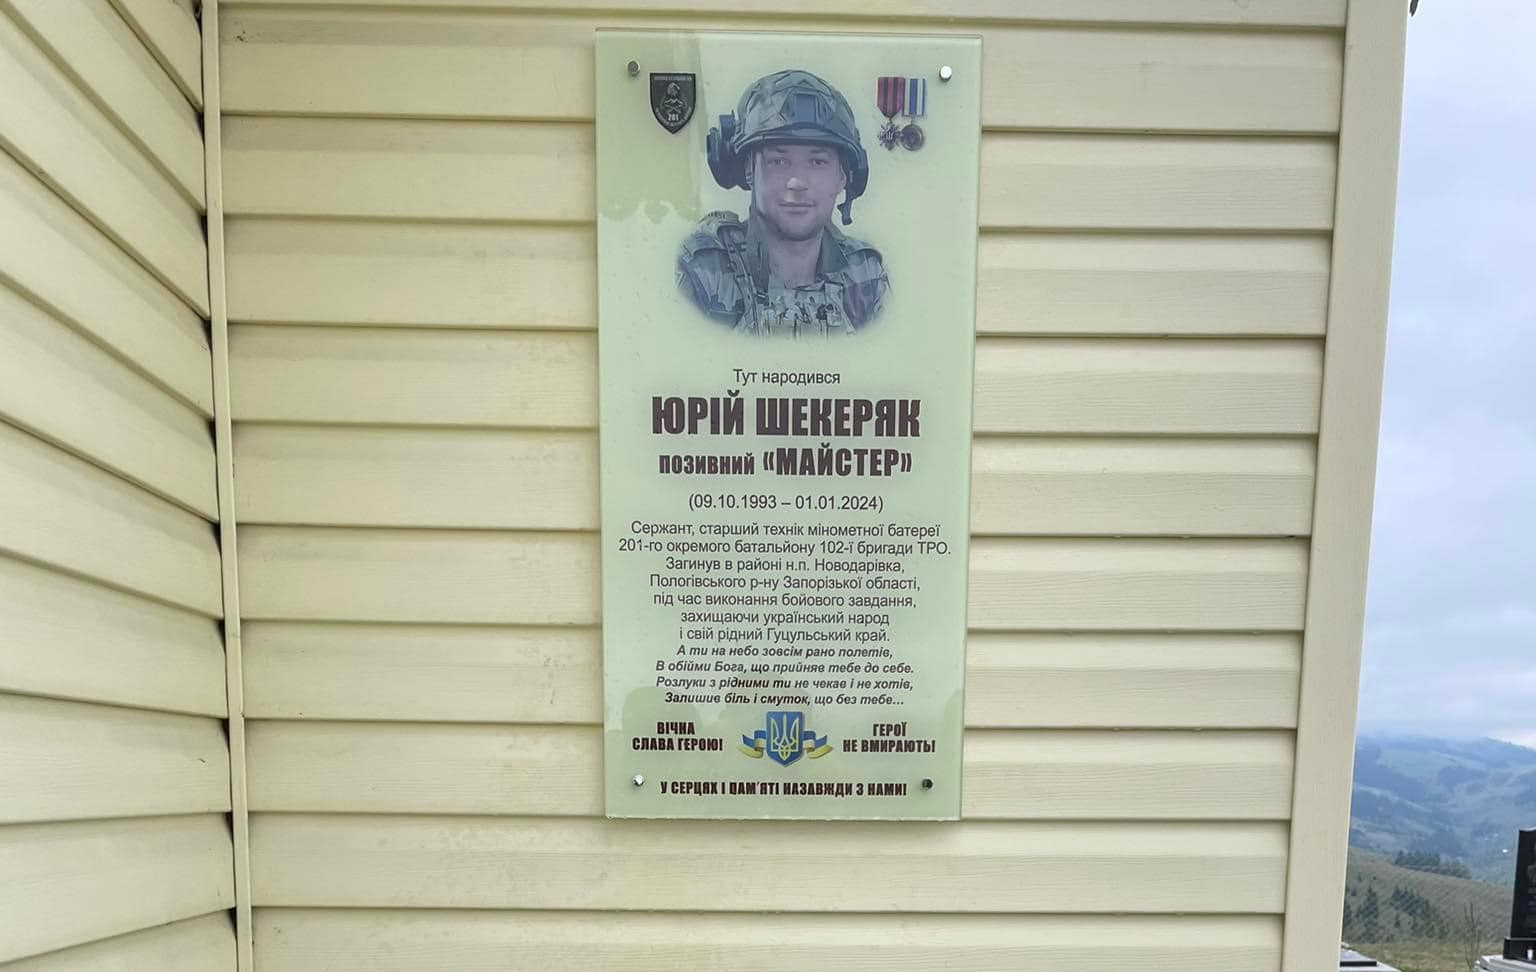 201
Тут народився
ЮРІЙ ШЕКЕРЯК
позивний «МАЙСТЕР»
(09.10.1993 – 01.01.2024)
Сержант, старший технік мінометної батереї
201-го окремого батальйону 102-ї бригади ТРО.
Загинув в районі н.п. Новодарівка,
Пологівського р-ну Запорізької області,
під час виконання бойового завдання,
захищаючи український народ
і свій рідний Гуцульський край.
А ти на небо зовсім рано полетів,
В обійми Бога, що прийняв тебе до себе.
Розлуки з рідними ти не чекав і не хотів,
Залишив біль і смуток, що без тебе...
ВІЧНА
СЛАВА ГЕРОЮ!
ГЕРОЇ
НЕ ВМИРАЮТЬ!
У СЕРЦЯХ І ПАМ'ЯТІ НАЗАВЖДИ З НАМИ!